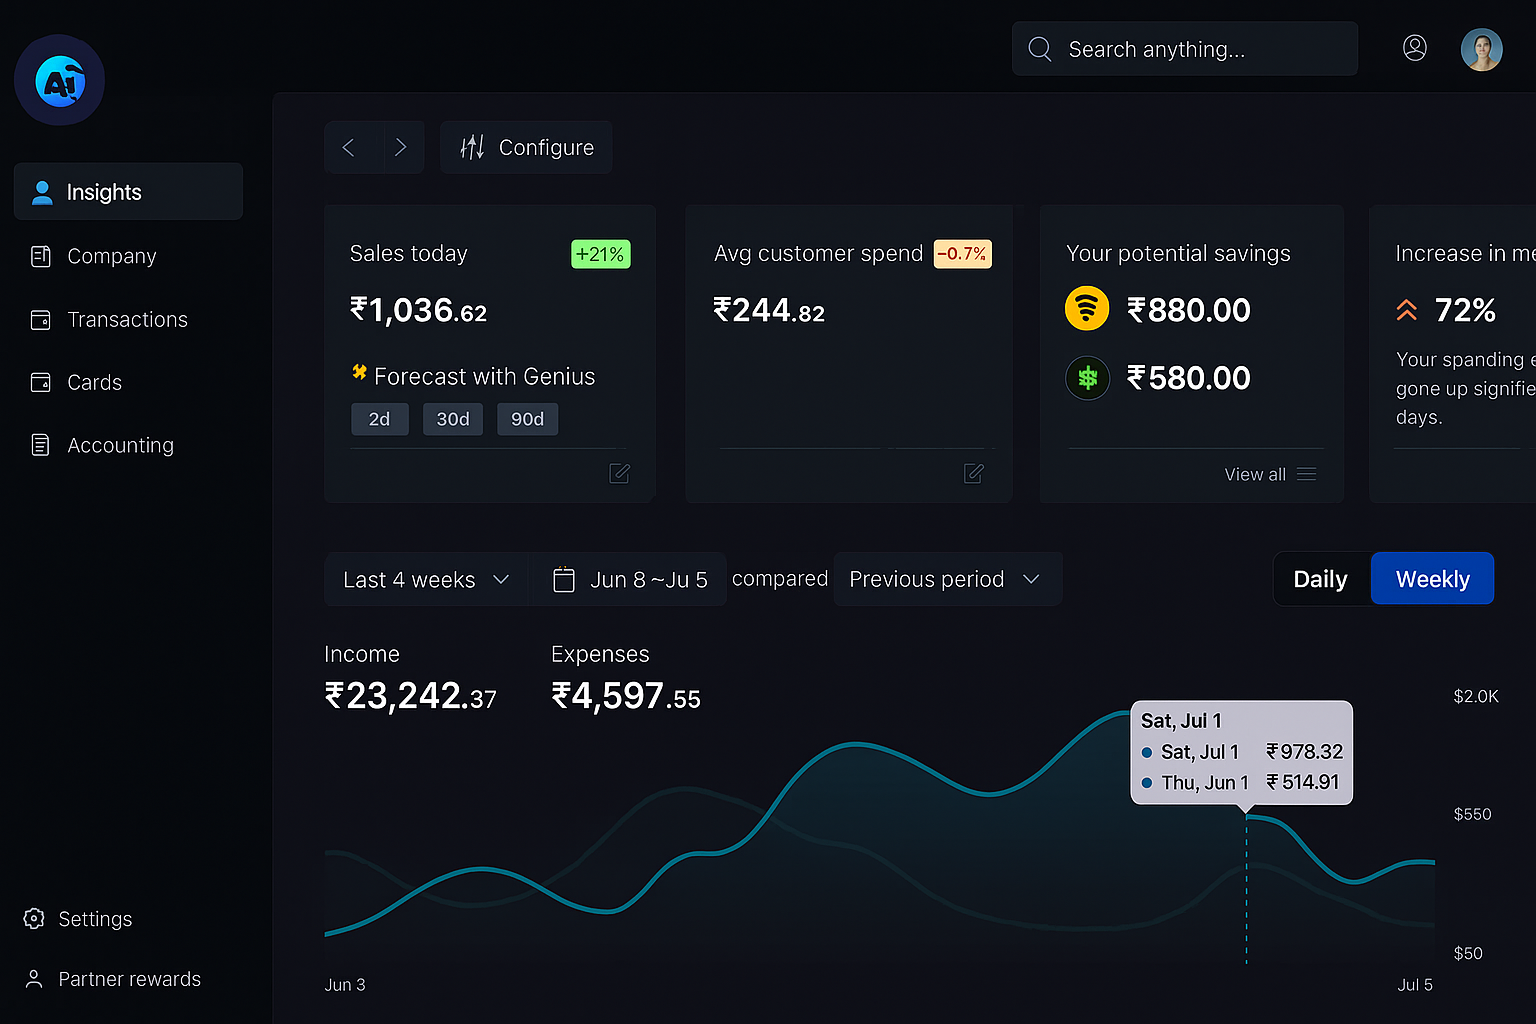 Ai
Search anything...
Insights
Company
Transactions
Cards
Accounting
Settings
Partner rewards
Configure
Sales today +21%
₹1,036.62
Forecast with Genius
2d 30d 90d
Avg customer spend −0.7%
₹244.82
Your potential savings
₹880.00
$ ₹580.00
View all
Increase in me
72%
Your spanding e
gone up signifie
days.
Last 4 weeks Jun 8 ~Ju 5 compared Previous period Daily Weekly
Income Expenses
₹23,242.37 ₹4,597.55
$2.0K
Sat, Jui 1
Sat, Jul 1 ₹978.32
Thu, Jun 1 ₹514.91
$550
$50
Jun 3 Jul 5